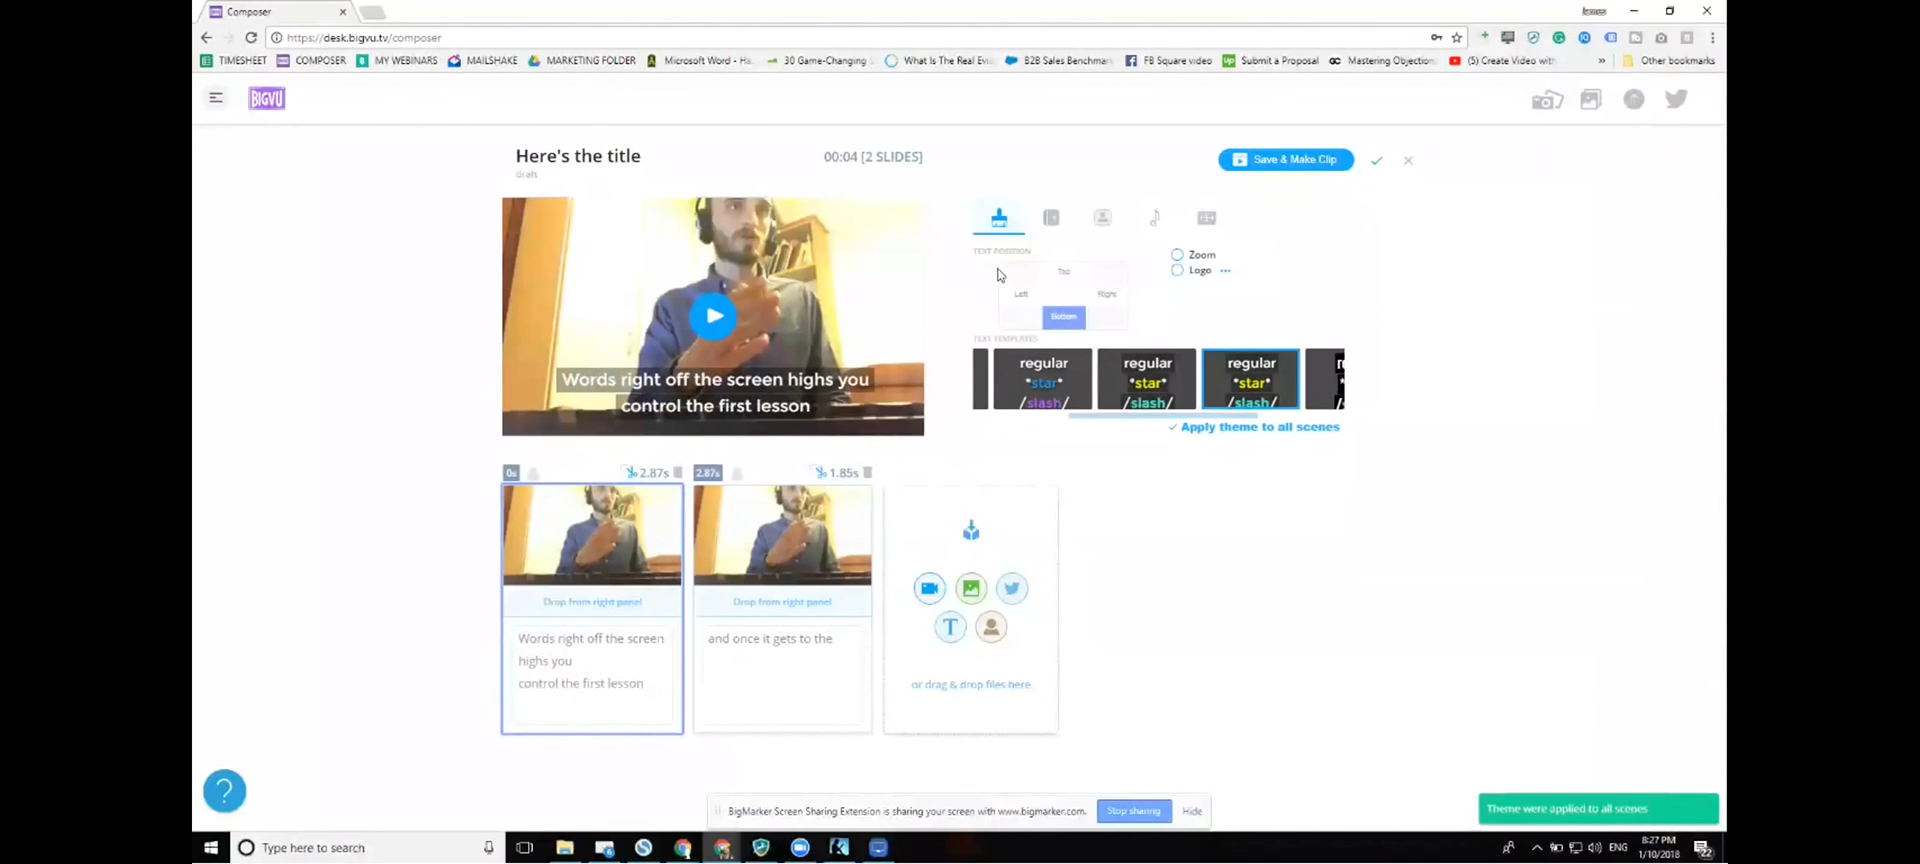 Composer
https://desk.bigvu.tv/composer
TIMESHEET
COMPOSER
MY WEBINARS
MAILSHAKE
MARKETING FOLDER
Microsoft Word - Ha...
30 Game-Changing
What Is The Real Evi
B2B Sales Benchmar
FB Square video
Submit a Proposal
Mastering Objection
(5) Create Video with
»
Other bookmarks
BIGVU
Here's the title
draft
00:04 [2 SLIDES]
Save & Make Clip
TEXT POSITION
Top
Left
Right
Bottom
Zoom
Logo
TEXT TEMPLATES
regular
*star*
/slash/
regular
*star*
/slash/
regular
*star*
/slash/
Apply theme to all scenes
Words right off the screen highs you
control the first lesson
0s
2.87s
2.87s
1.85s
Drop from right panel
Drop from right panel
Words right off the screen
highs you
control the first lesson
and once it gets to the
T
or drag & drop files here
?
BigMarker Screen Sharing Extension is sharing your screen with www.bigmarker.com.
Stop sharing
Hide
Theme were applied to all scenes
Type here to search
ENG
8:27 PM
1/10/2018
22